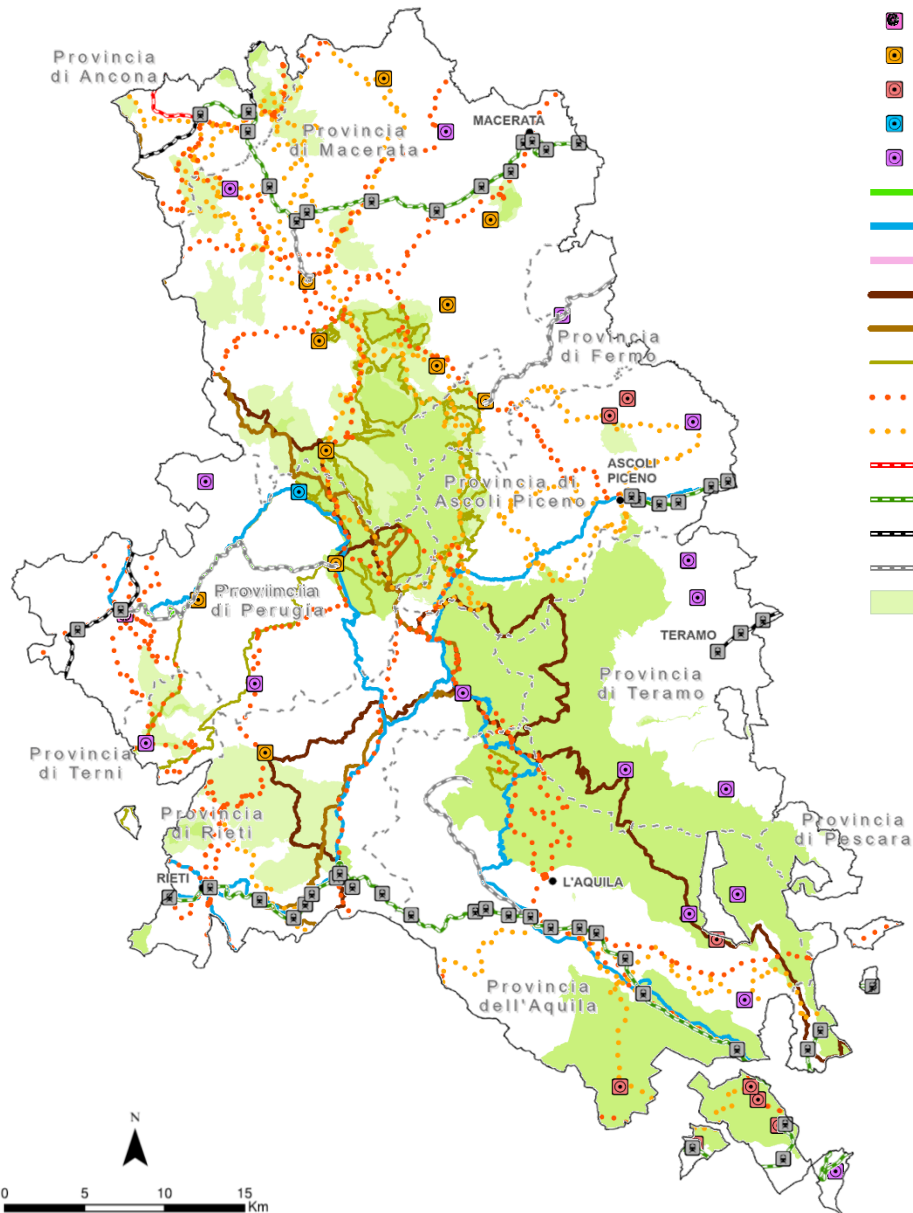 Provincia
di Ancona
MACERATA
Provincia
di Macerata
Provincia
di Fermo
ASCOLI
PICENO
Provincia di
Ascoli Piceno
Provincia
di Perugia
TERAMO
Provincia
di Teramo
Provincia
di Terni
Provincia
di Rieti
Provincia
di Pescara
RIETI
L'AQUILA
Provincia
dell'Aquila
N
0 5 10 15
Km